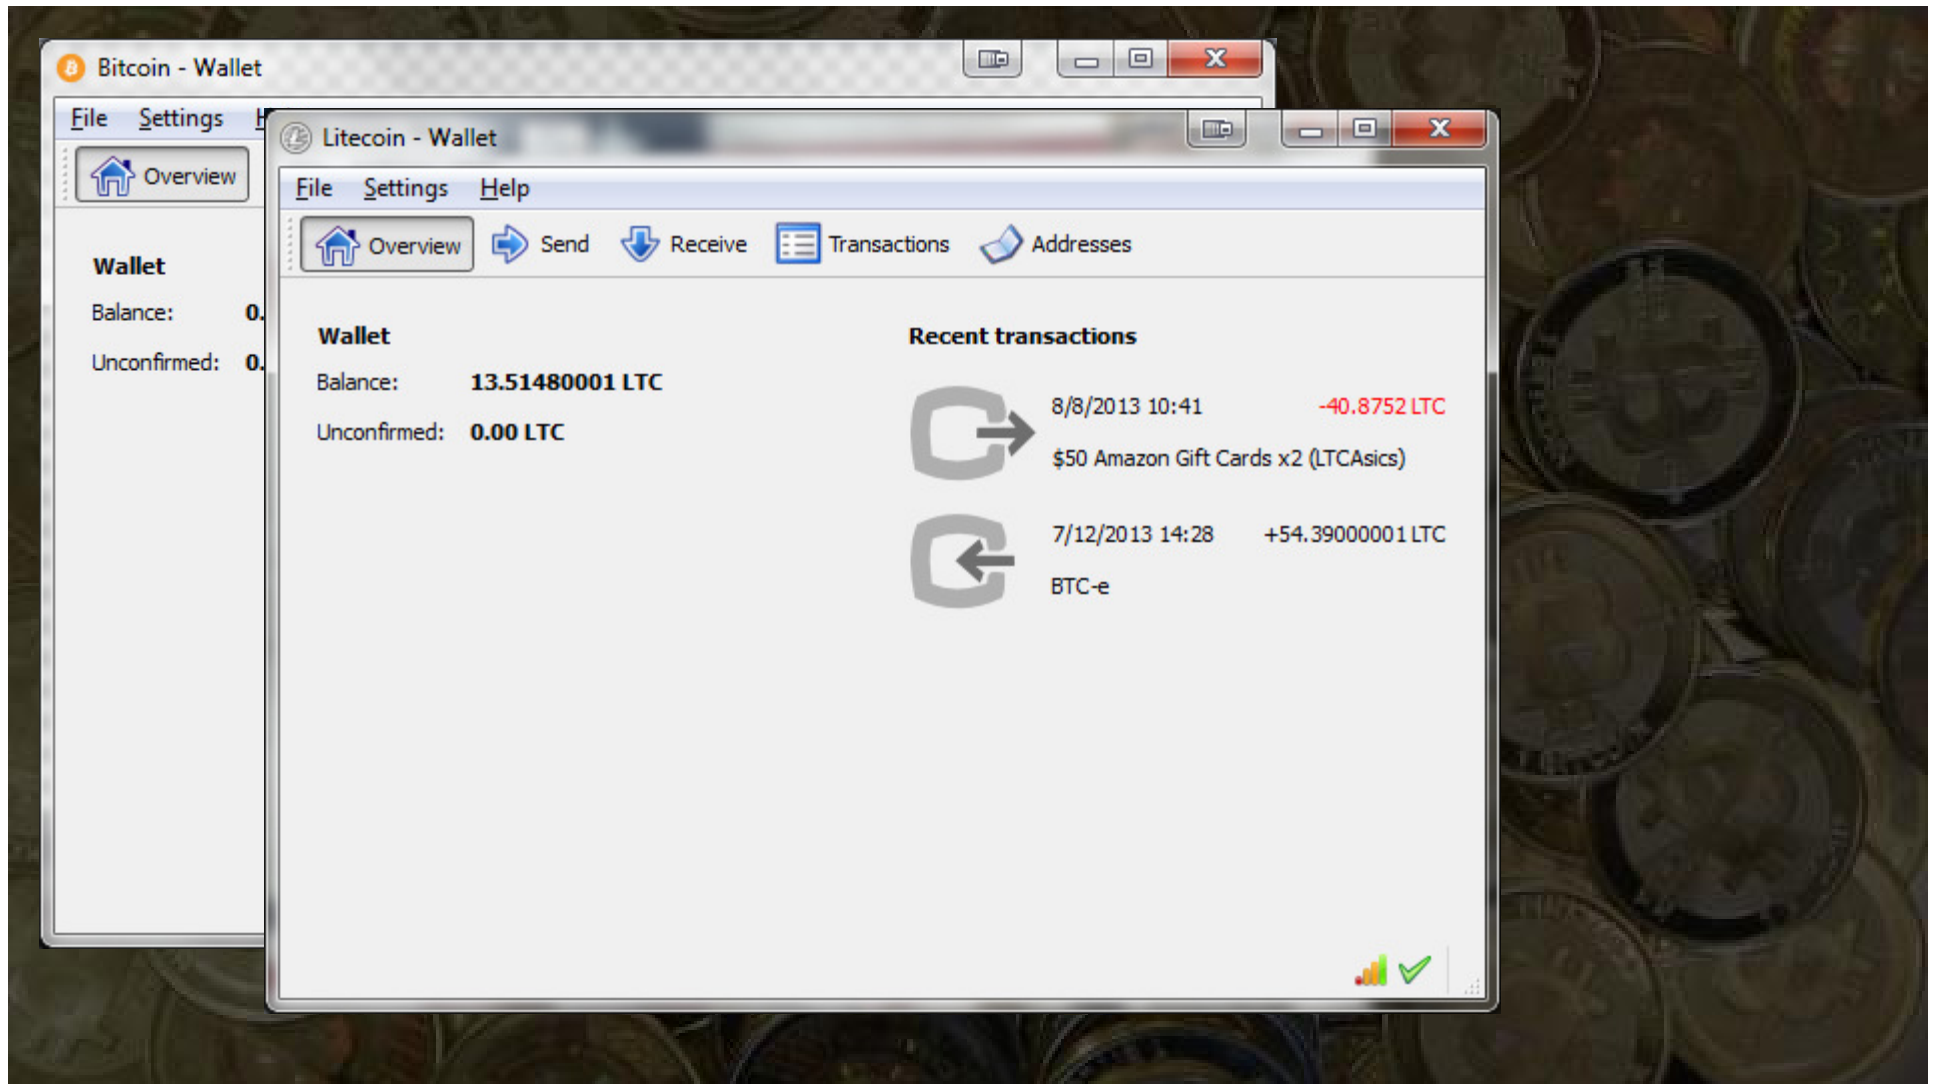 Bitcoin - Wallet
File Settings
Overview
Wallet
Balance: 0.
Unconfirmed: 0.
Litecoin - Wallet
File Settings Help
Overview Send Receive Transactions Addresses
Wallet
Balance: 13.51480001 LTC
Unconfirmed: 0.00 LTC
Recent transactions
8/8/2013 10:41 -40.8752 LTC
$50 Amazon Gift Cards x2 (LTCAsics)
7/12/2013 14:28 +54.39000001 LTC
BTC-e